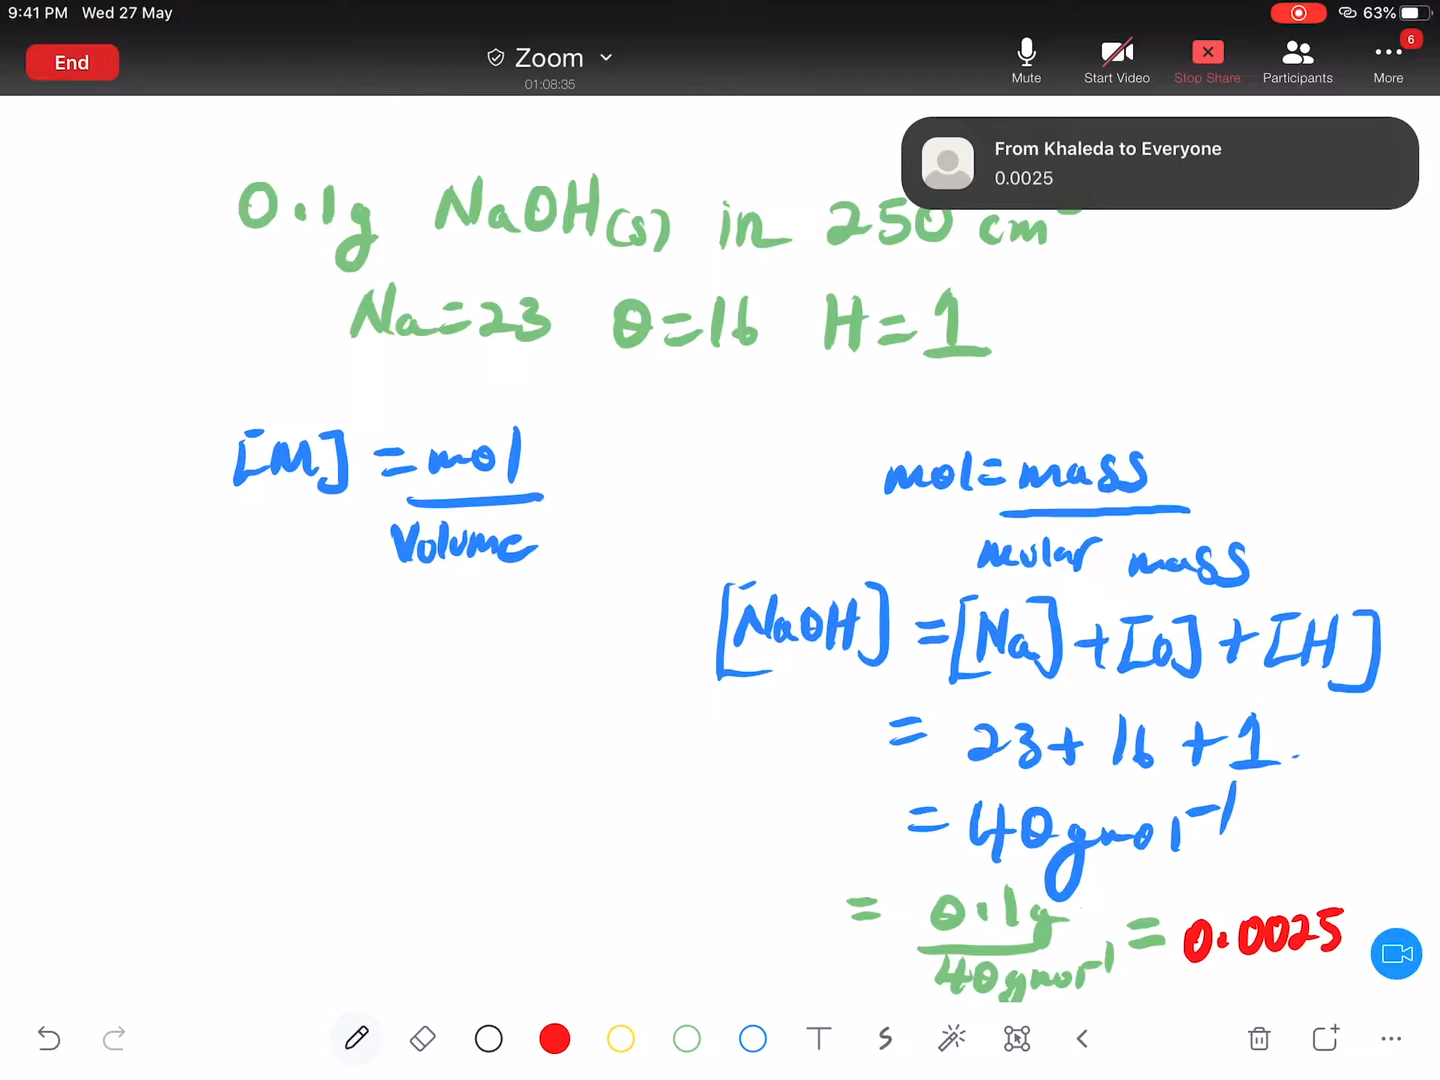 9:41 PM Wed 27 May 63%
End Zoom 6
01:08:35 Mute Start Video Stop Share Participants More
From Khaleda to Everyone
0.0025
0.1g NaOH(s) in 250 cm
Na=23 O=16 H=1
[M] = mol
Volume
mol = mass
molar mass
[NaOH] = [Na] + [O] + [H]
= 23 + 16 + 1
= 40 gmol⁻¹
= 0.1g = 0.0025
40gmol⁻¹
T